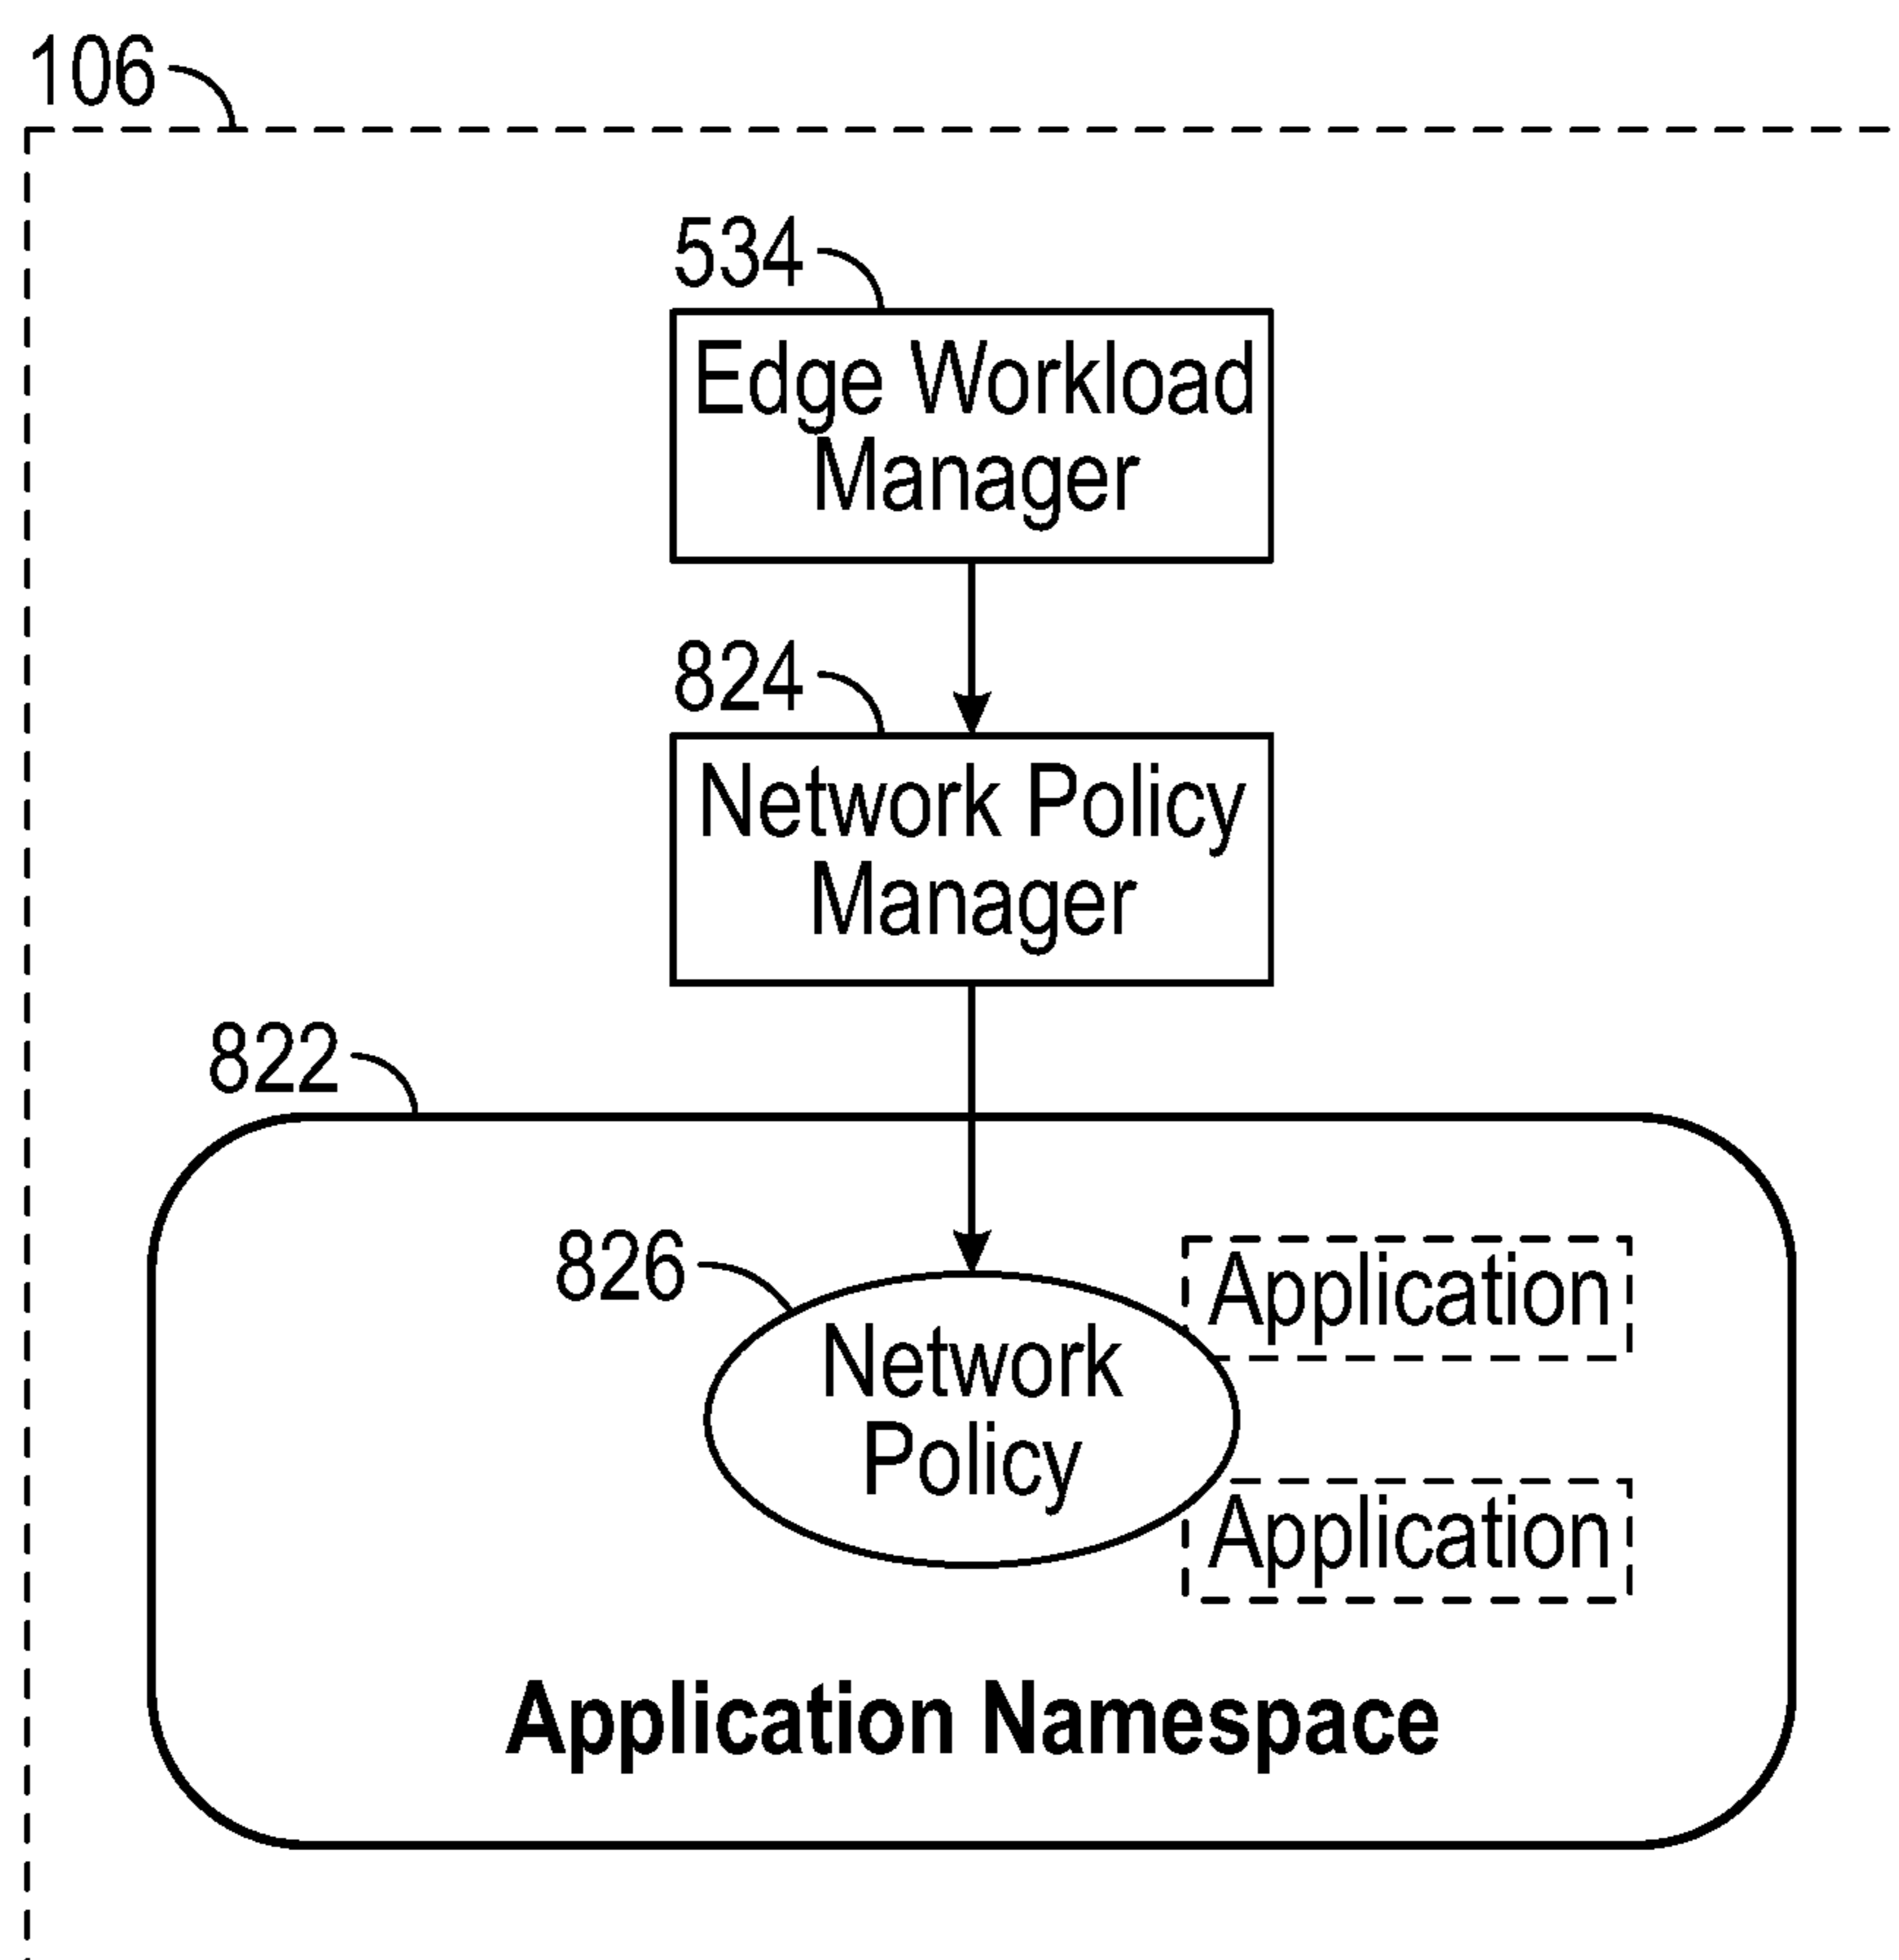 106
534
Edge Workload
Manager
824
Network Policy
Manager
822
826
Network
Policy
Application
Application
Application Namespace